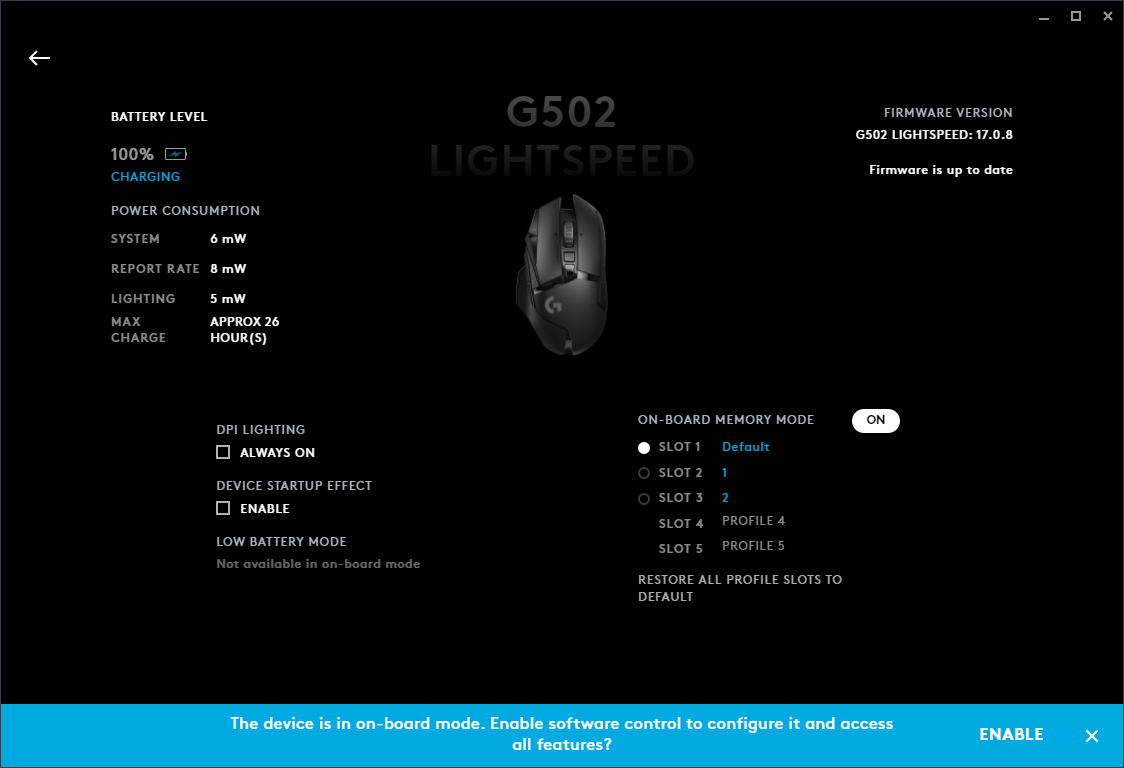 G502
LIGHTSPEED
BATTERY LEVEL
100%
CHARGING
POWER CONSUMPTION
SYSTEM 6 mW
REPORT RATE 8 mW
LIGHTING 5 mW
MAX CHARGE APPROX 26 HOUR(S)
FIRMWARE VERSION
G502 LIGHTSPEED: 17.0.8
Firmware is up to date
DPI LIGHTING
ALWAYS ON
DEVICE STARTUP EFFECT
ENABLE
LOW BATTERY MODE
Not available in on-board mode
ON-BOARD MEMORY MODE ON
SLOT 1 Default
SLOT 2 1
SLOT 3 2
SLOT 4 PROFILE 4
SLOT 5 PROFILE 5
RESTORE ALL PROFILE SLOTS TO
DEFAULT
The device is in on-board mode. Enable software control to configure it and access
all features?
ENABLE